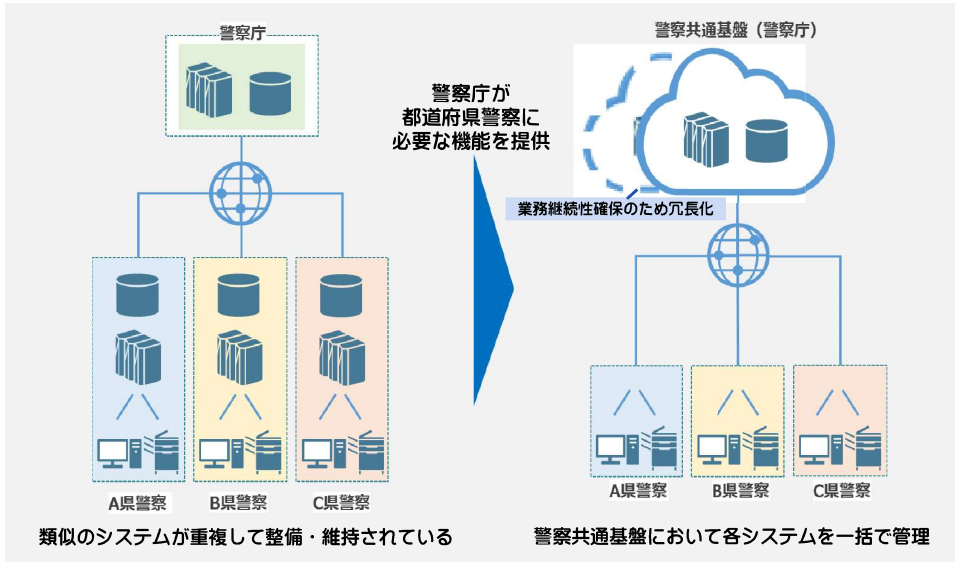 警察庁
A県警察
B県警察
C県警察
類似のシステムが重複して整備・維持されている
警察庁が
都道府県警察に
必要な機能を提供
警察共通基盤（警察庁）
業務継続性確保のため冗長化
A県警察
B県警察
C県警察
警察共通基盤において各システムを一括で管理